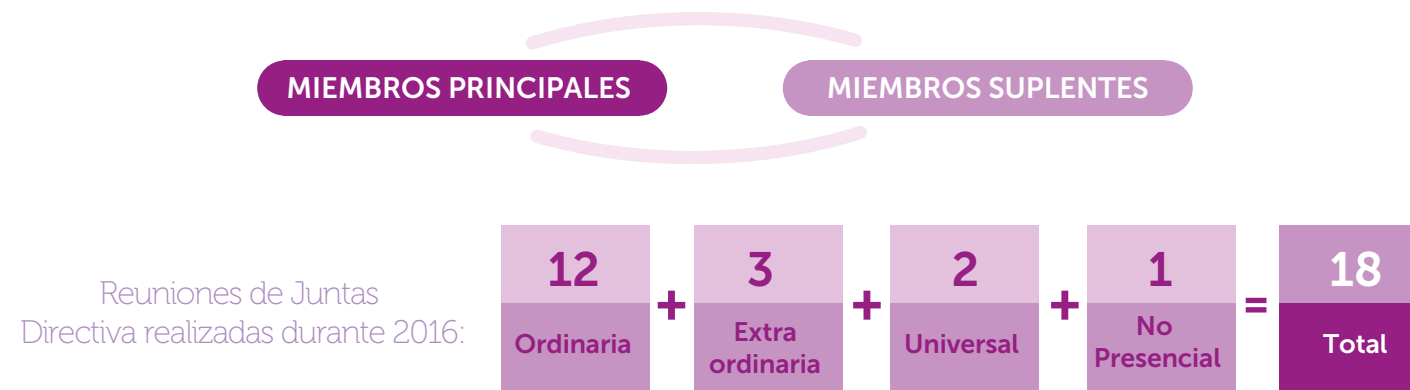 MIEMBROS PRINCIPALES
MIEMBROS SUPLENTES
Reuniones de Juntas
Directiva realizadas durante 2016:
12
Ordinaria
+
3
Extra
ordinaria
+
2
Universal
+
1
No
Presencial
=
18
Total